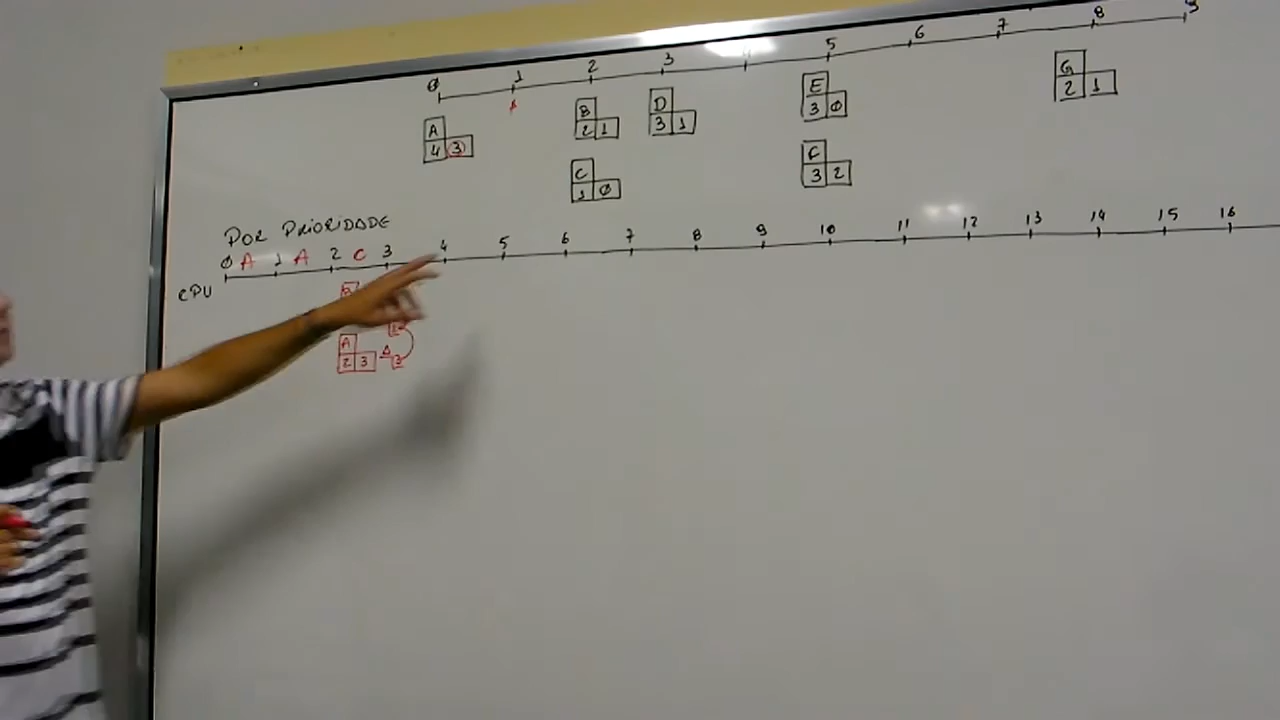 0 1 2 3 4 5 6 7 8 9
A B D E G
4 3 2 1 3 1 3 0 2 1
C F
1 0 3 2
POR PRIORIDADE
0 A 1 A 2 C 3 4 5 6 7 8 9 10 11 12 13 14 15 16
CPU
A
2 3 3